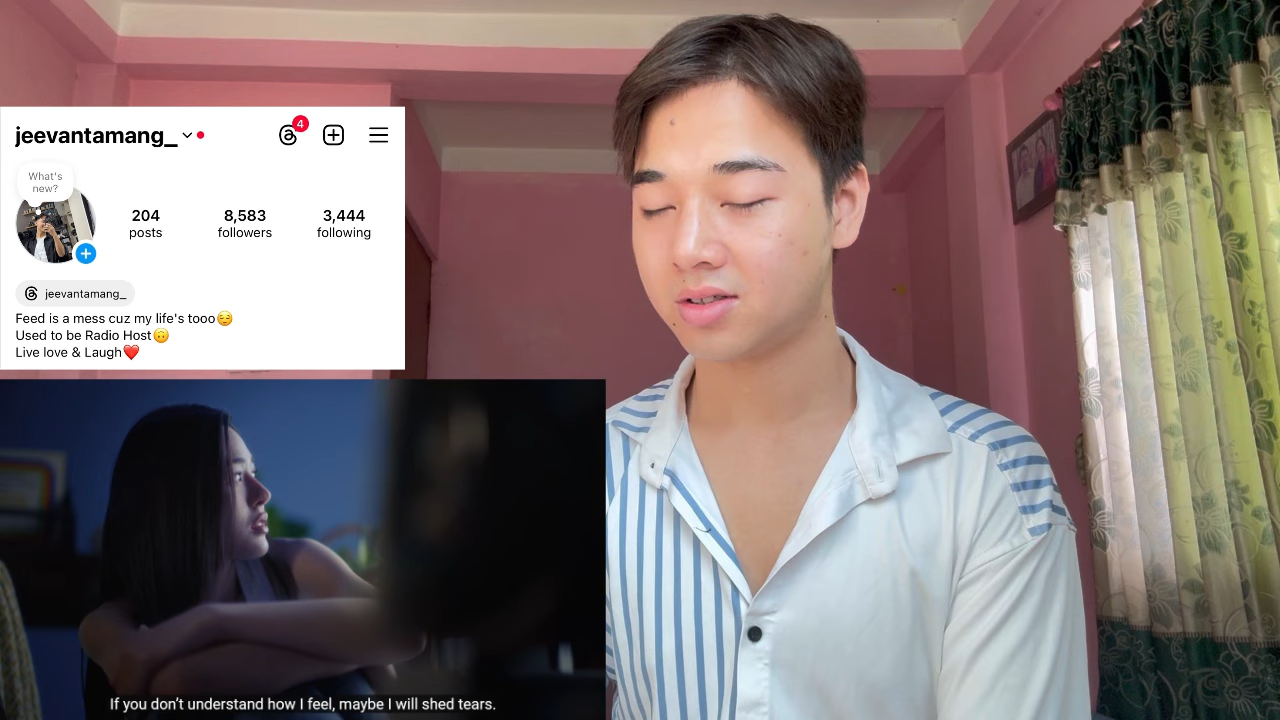 jeevantamang_
4
What's
new?
204 8,583 3,444
posts followers following
jeevantamang_
Feed is a mess cuz my life's tooo😌
Used to be Radio Host🙃
Live love & Laugh❤️
If you don't understand how I feel, maybe I will shed tears.